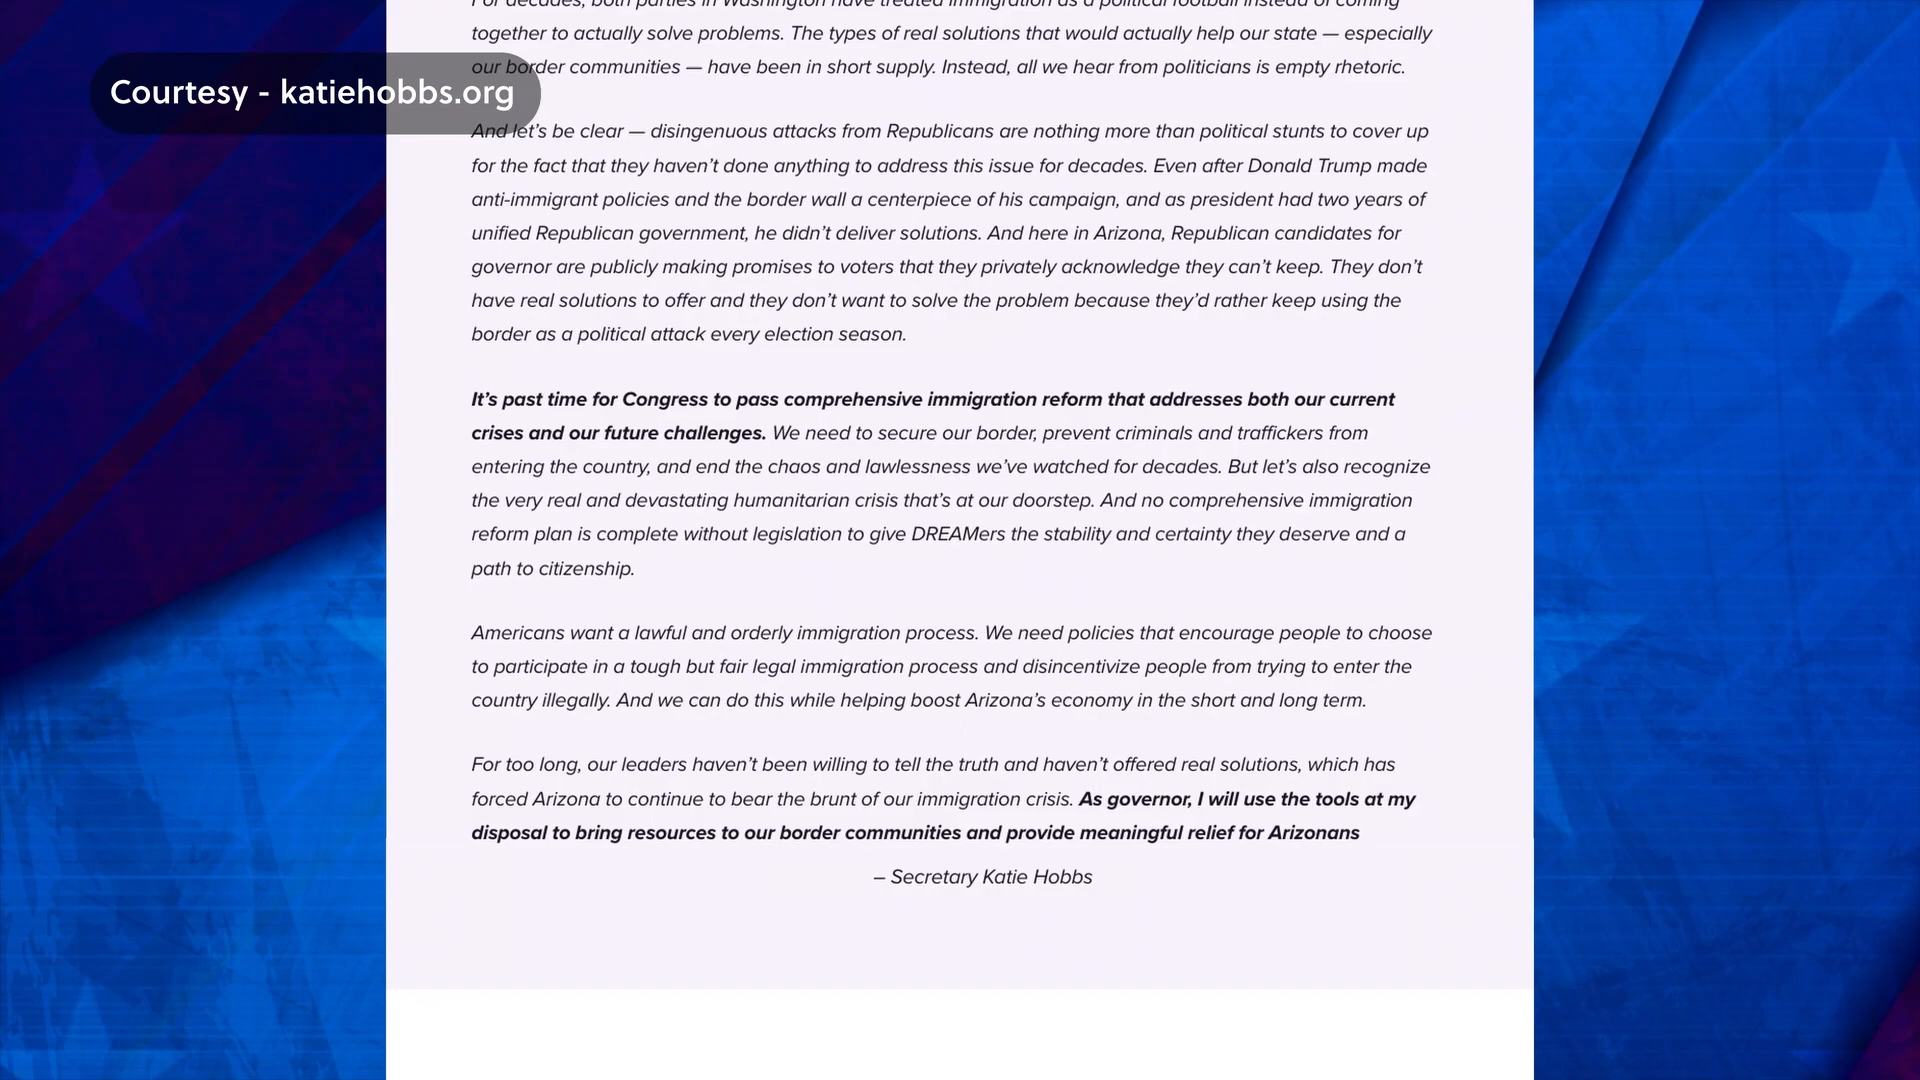 For decades, both parties in Washington have treated immigration as a political football instead of coming
together to actually solve problems. The types of real solutions that would actually help our state — especially
our border communities — have been in short supply. Instead, all we hear from politicians is empty rhetoric.
Courtesy - katiehobbs.org
And let’s be clear — disingenuous attacks from Republicans are nothing more than political stunts to cover up
for the fact that they haven’t done anything to address this issue for decades. Even after Donald Trump made
anti-immigrant policies and the border wall a centerpiece of his campaign, and as president had two years of
unified Republican government, he didn’t deliver solutions. And here in Arizona, Republican candidates for
governor are publicly making promises to voters that they privately acknowledge they can’t keep. They don’t
have real solutions to offer and they don’t want to solve the problem because they’d rather keep using the
border as a political attack every election season.
It’s past time for Congress to pass comprehensive immigration reform that addresses both our current
crises and our future challenges. We need to secure our border, prevent criminals and traffickers from
entering the country, and end the chaos and lawlessness we’ve watched for decades. But let’s also recognize
the very real and devastating humanitarian crisis that’s at our doorstep. And no comprehensive immigration
reform plan is complete without legislation to give DREAMers the stability and certainty they deserve and a
path to citizenship.
Americans want a lawful and orderly immigration process. We need policies that encourage people to choose
to participate in a tough but fair legal immigration process and disincentivize people from trying to enter the
country illegally. And we can do this while helping boost Arizona’s economy in the short and long term.
For too long, our leaders haven’t been willing to tell the truth and haven’t offered real solutions, which has
forced Arizona to continue to bear the brunt of our immigration crisis. As governor, I will use the tools at my
disposal to bring resources to our border communities and provide meaningful relief for Arizonans
– Secretary Katie Hobbs